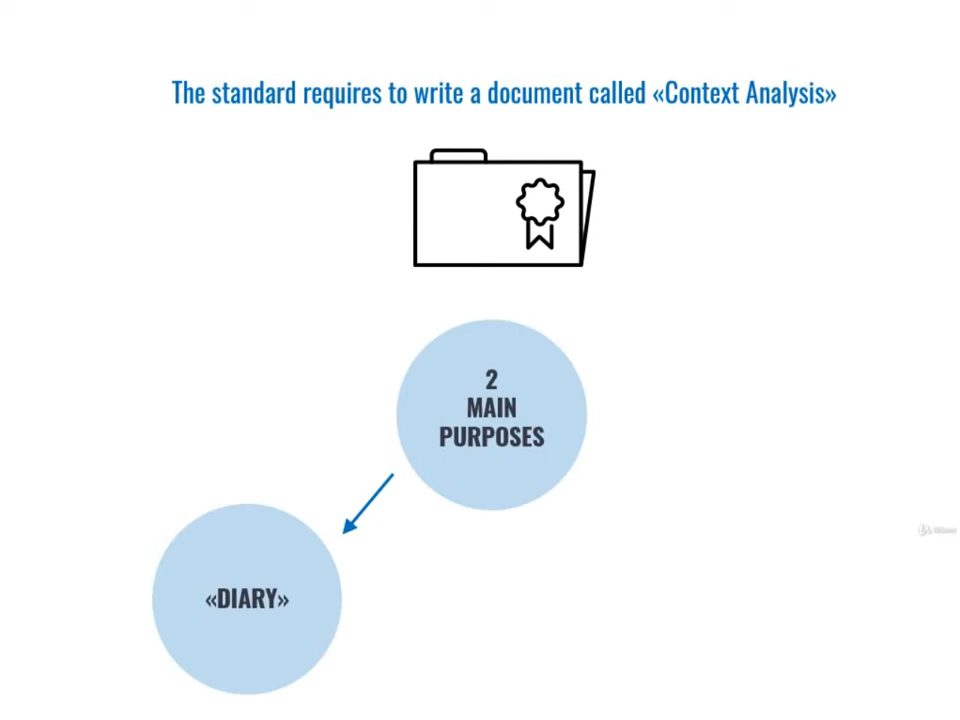 The standard requires to write a document called «Context Analysis»
2
MAIN
PURPOSES
«DIARY»